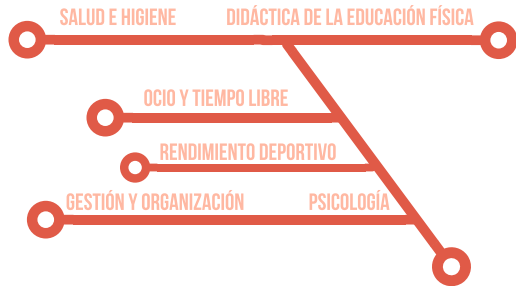 SALUD E HIGIENE DIDÁCTICA DE LA EDUCACIÓN FÍSICA
OCIO Y TIEMPO LIBRE
RENDIMIENTO DEPORTIVO
GESTIÓN Y ORGANIZACIÓN PSICOLOGÍA